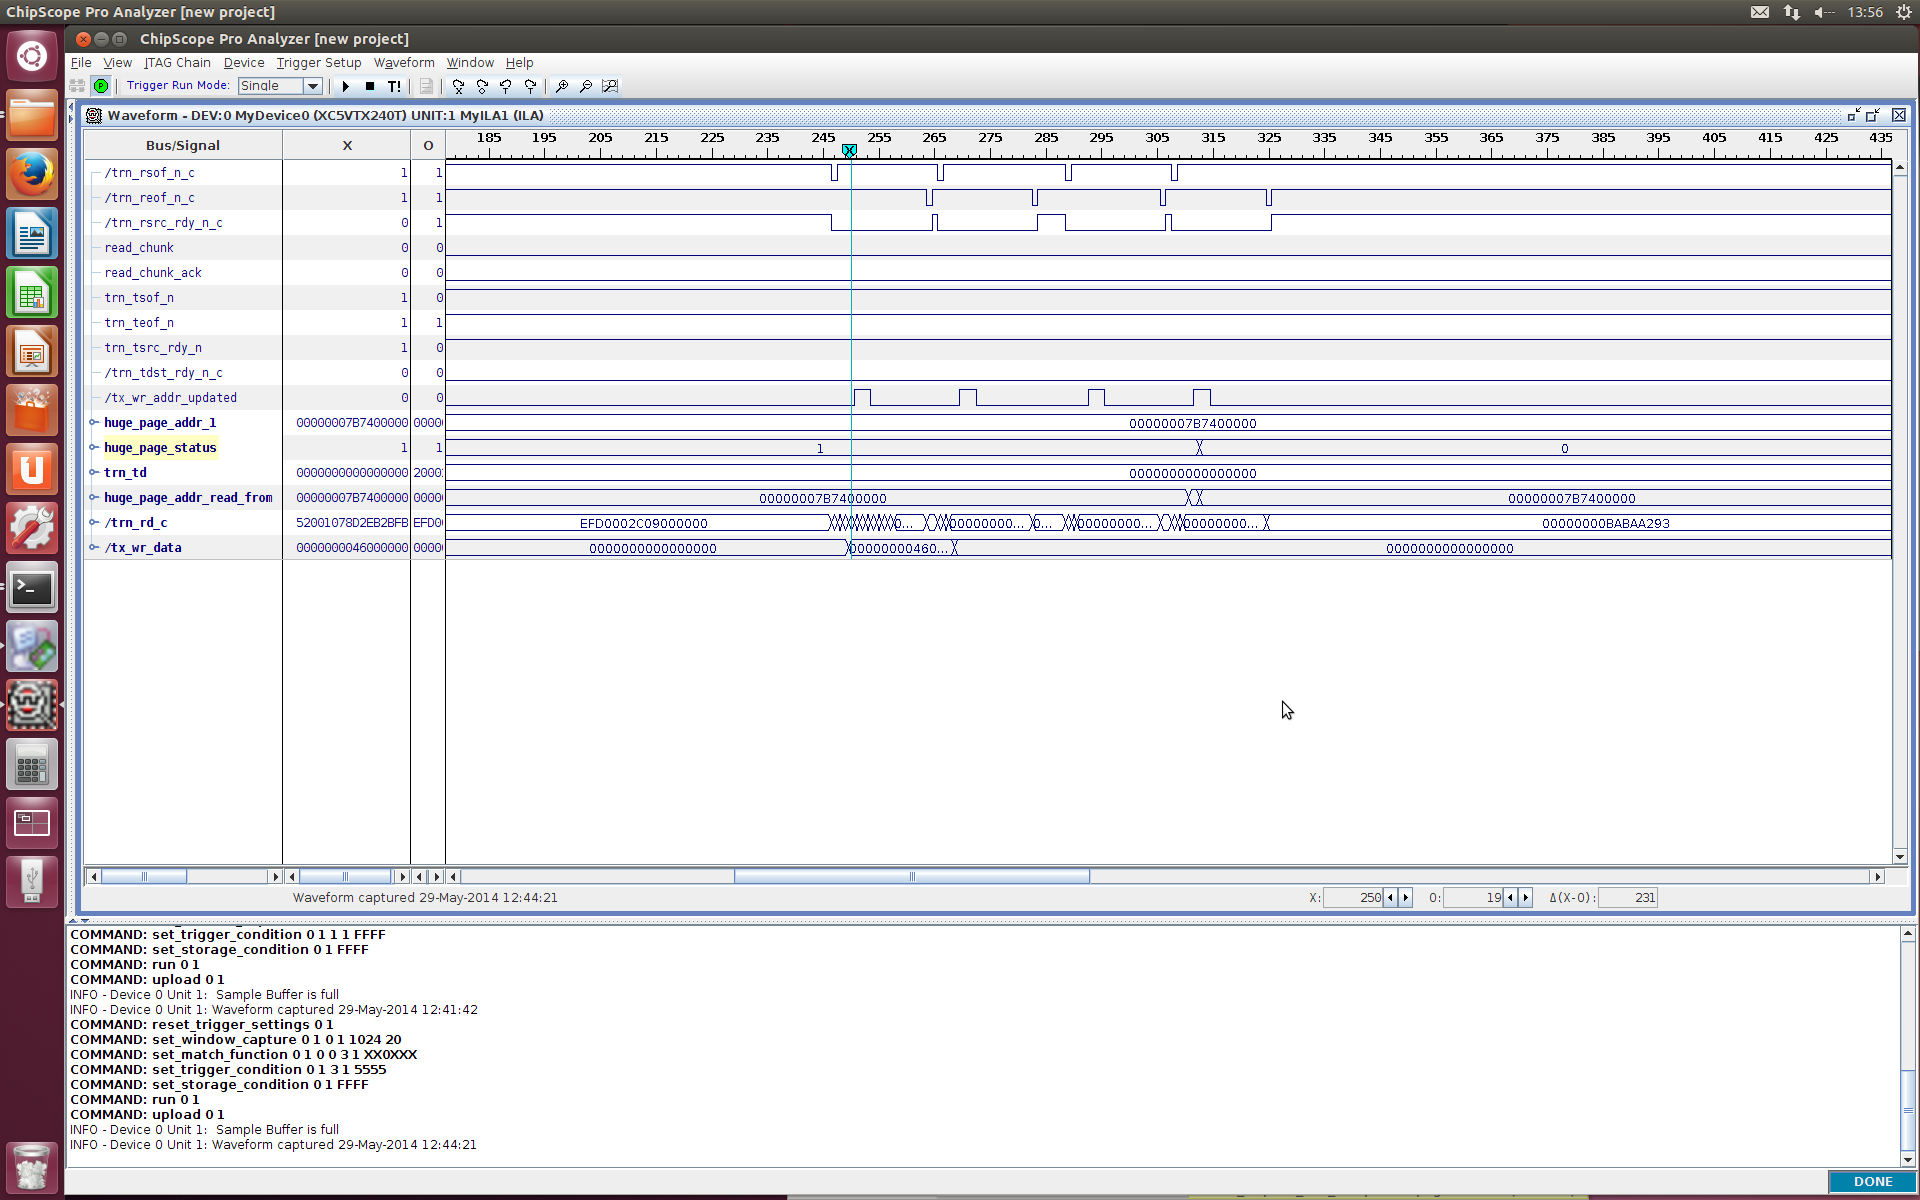 ChipScope Pro Analyzer [new project]
13:56
ChipScope Pro Analyzer [new project]
File View JTAG Chain Device Trigger Setup Waveform Window Help
P Trigger Run Mode: Single T!
Waveform - DEV:0 MyDevice0 (XC5VTX240T) UNIT:1 MyILA1 (ILA)
Bus/Signal X O 185 195 205 215 225 235 245 255 265 275 285 295 305 315 325 335 345 355 365 375 385 395 405 415 425 435
X
/trn_rsof_n_c 1 1
/trn_reof_n_c 1 1
/trn_rsrc_rdy_n_c 0 1
read_chunk 0 0
read_chunk_ack 0 0
trn_tsof_n 1 0
trn_teof_n 1 1
trn_tsrc_rdy_n 1 0
/trn_tdst_rdy_n_c 0 0
/tx_wr_addr_updated 0 0
huge_page_addr_1 00000007B7400000 0000 00000007B7400000
huge_page_status 1 1 1 0
trn_td 0000000000000000 2000 0000000000000000
huge_page_addr_read_from 00000007B7400000 0000 00000007B7400000 00000007B7400000
/trn_rd_c 52001078D2EB2BFB EFD0 EFD0002C09000000 0... 00000000... 0... 00000000... 00000000... 00000000BABAA293
/tx_wr_data 0000000046000000 0000 0000000000000000 00000000460... 0000000000000000
Waveform captured 29-May-2014 12:44:21 X: 250 O: 19 Δ(X-O): 231
COMMAND: set_trigger_condition 0 1 1 1 FFFF
COMMAND: set_storage_condition 0 1 FFFF
COMMAND: run 0 1
COMMAND: upload 0 1
INFO - Device 0 Unit 1: Sample Buffer is full
INFO - Device 0 Unit 1: Waveform captured 29-May-2014 12:41:42
COMMAND: reset_trigger_settings 0 1
COMMAND: set_window_capture 0 1 0 1 1024 20
COMMAND: set_match_function 0 1 0 0 3 1 XX0XXX
COMMAND: set_trigger_condition 0 1 3 1 5555
COMMAND: set_storage_condition 0 1 FFFF
COMMAND: run 0 1
COMMAND: upload 0 1
INFO - Device 0 Unit 1: Sample Buffer is full
INFO - Device 0 Unit 1: Waveform captured 29-May-2014 12:44:21
DONE